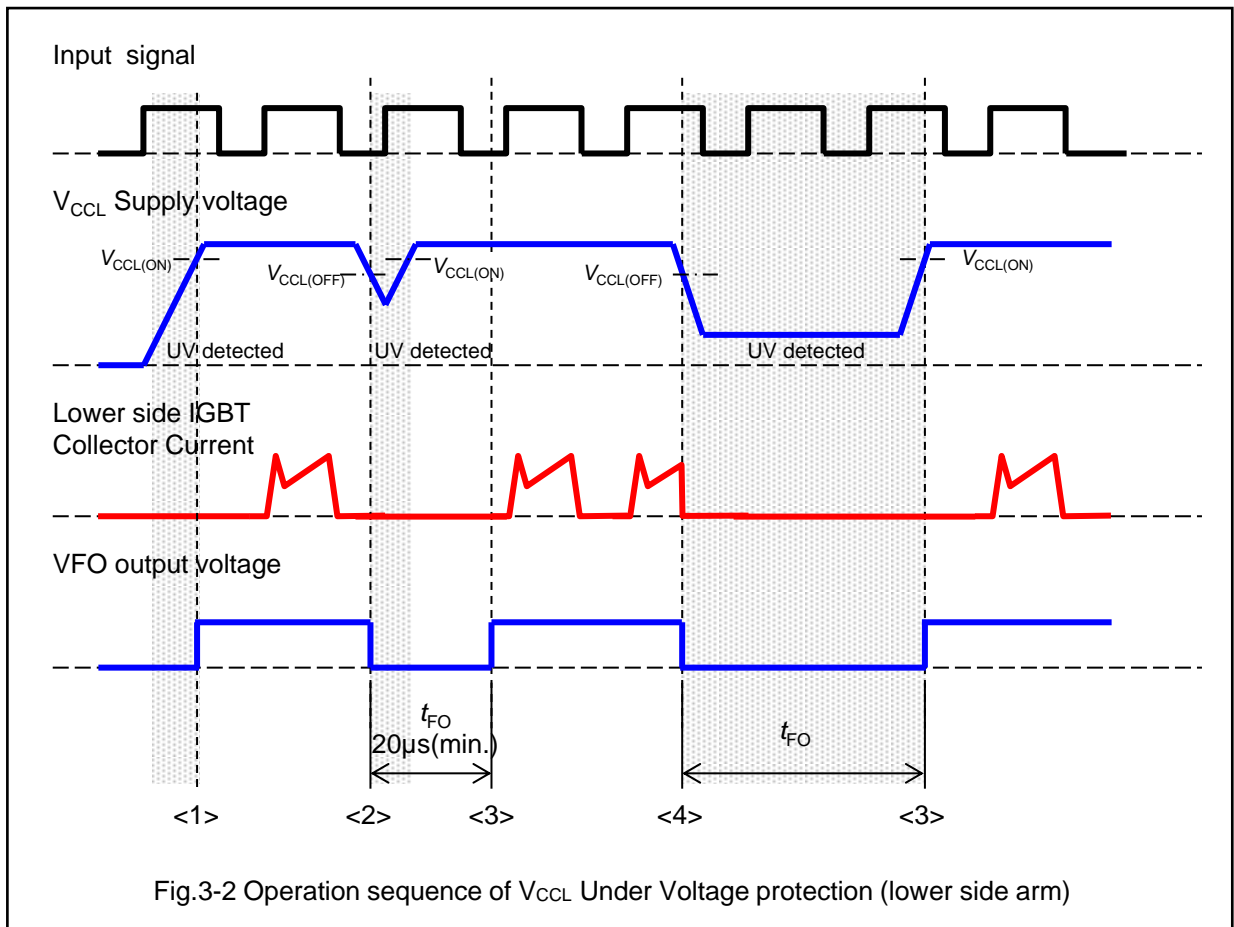 Input signal
VCCL Supply voltage
VCCL(ON)
VCCL(OFF)
VCCL(ON)
VCCL(OFF)
VCCL(ON)
UV detected
UV detected
UV detected
Lower side IGBT
Collector Current
VFO output voltage
tFO
20µs(min.)
tFO
<1>
<2>
<3>
<4>
<3>
Fig.3-2 Operation sequence of VCCL Under Voltage protection (lower side arm)